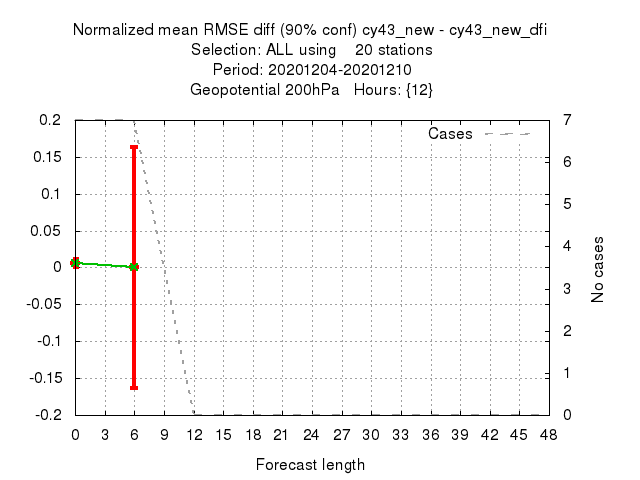 Normalized mean RMSE diff (90% conf) cy43_new - cy43_new_dfi
Selection: ALL using    20 stations
Period: 20201204-20201210
Geopotential 200hPa   Hours: {12}
Cases
0.2
0.15
0.1
0.05
0
-0.05
-0.1
-0.15
-0.2
7
6
5
4
3
2
1
0
No cases
0 3 6 9 12 15 18 21 24 27 30 33 36 39 42 45 48
Forecast length